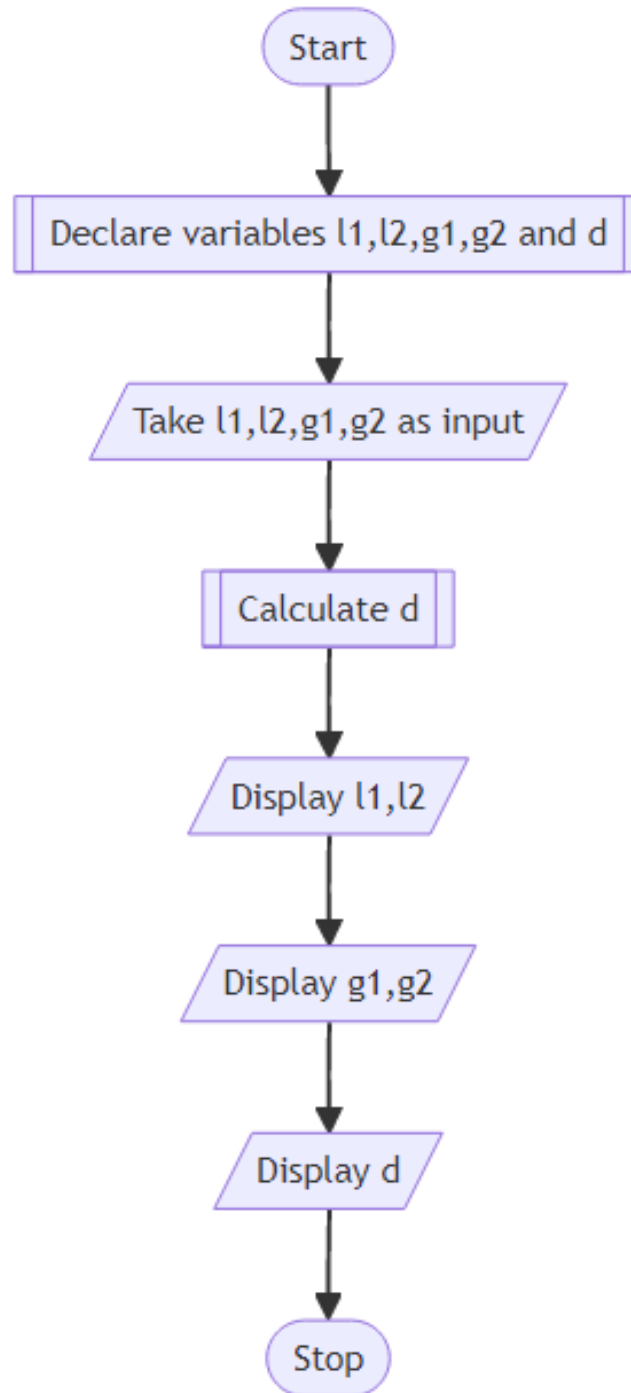 Start
Declare variables l1,l2,g1,g2 and d
Take l1,l2,g1,g2 as input
Calculate d
Display l1,l2
Display g1,g2
Display d
Stop